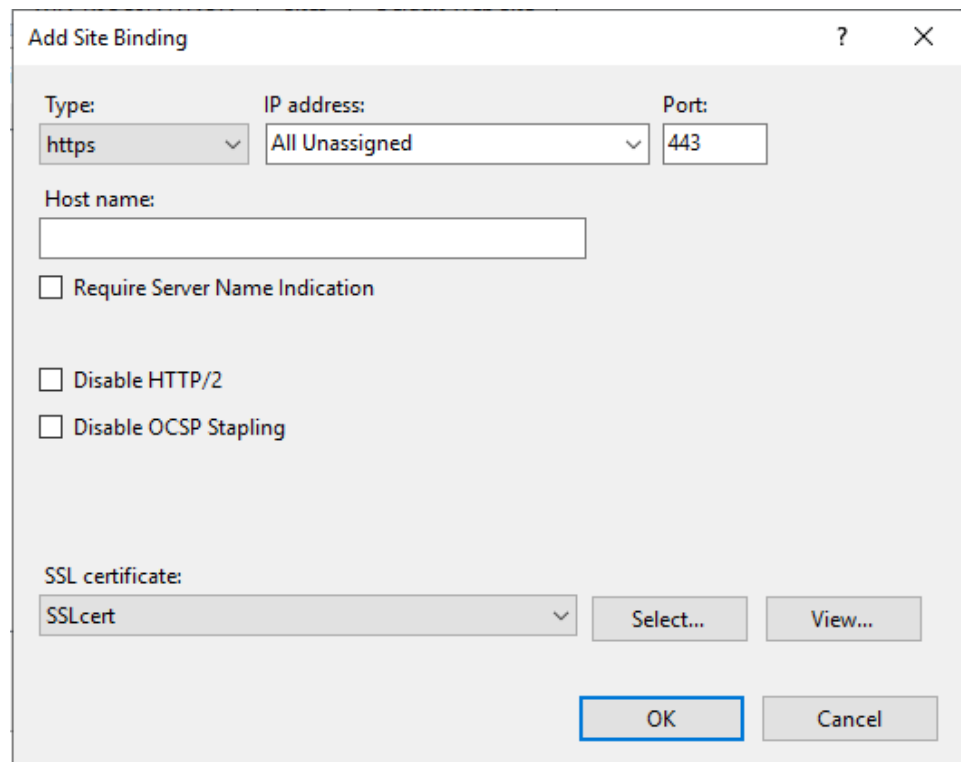 Add Site Binding
?
Type:
IP address:
Port:
https
All Unassigned
443
Host name:
Require Server Name Indication
Disable HTTP/2
Disable OCSP Stapling
SSL certificate:
SSLcert
Select...
View...
OK
Cancel